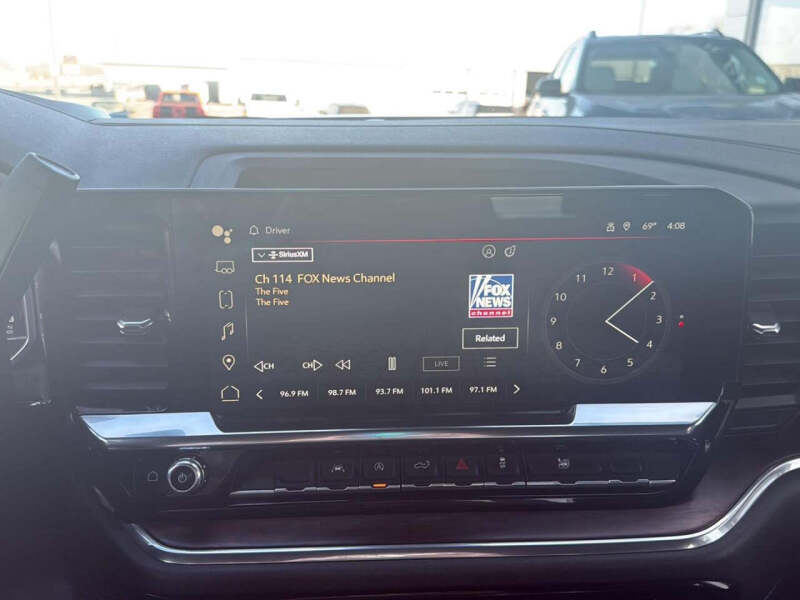 Driver
69° 4:08
SiriusXM
Ch 114 FOX News Channel
The Five
The Five
FOX
NEWS
channel
Related
12
11 1
10 2
9 3
8 4
7 5
6
CH CH LIVE
96.9 FM 98.7 FM 93.7 FM 101.1 FM 97.1 FM
20